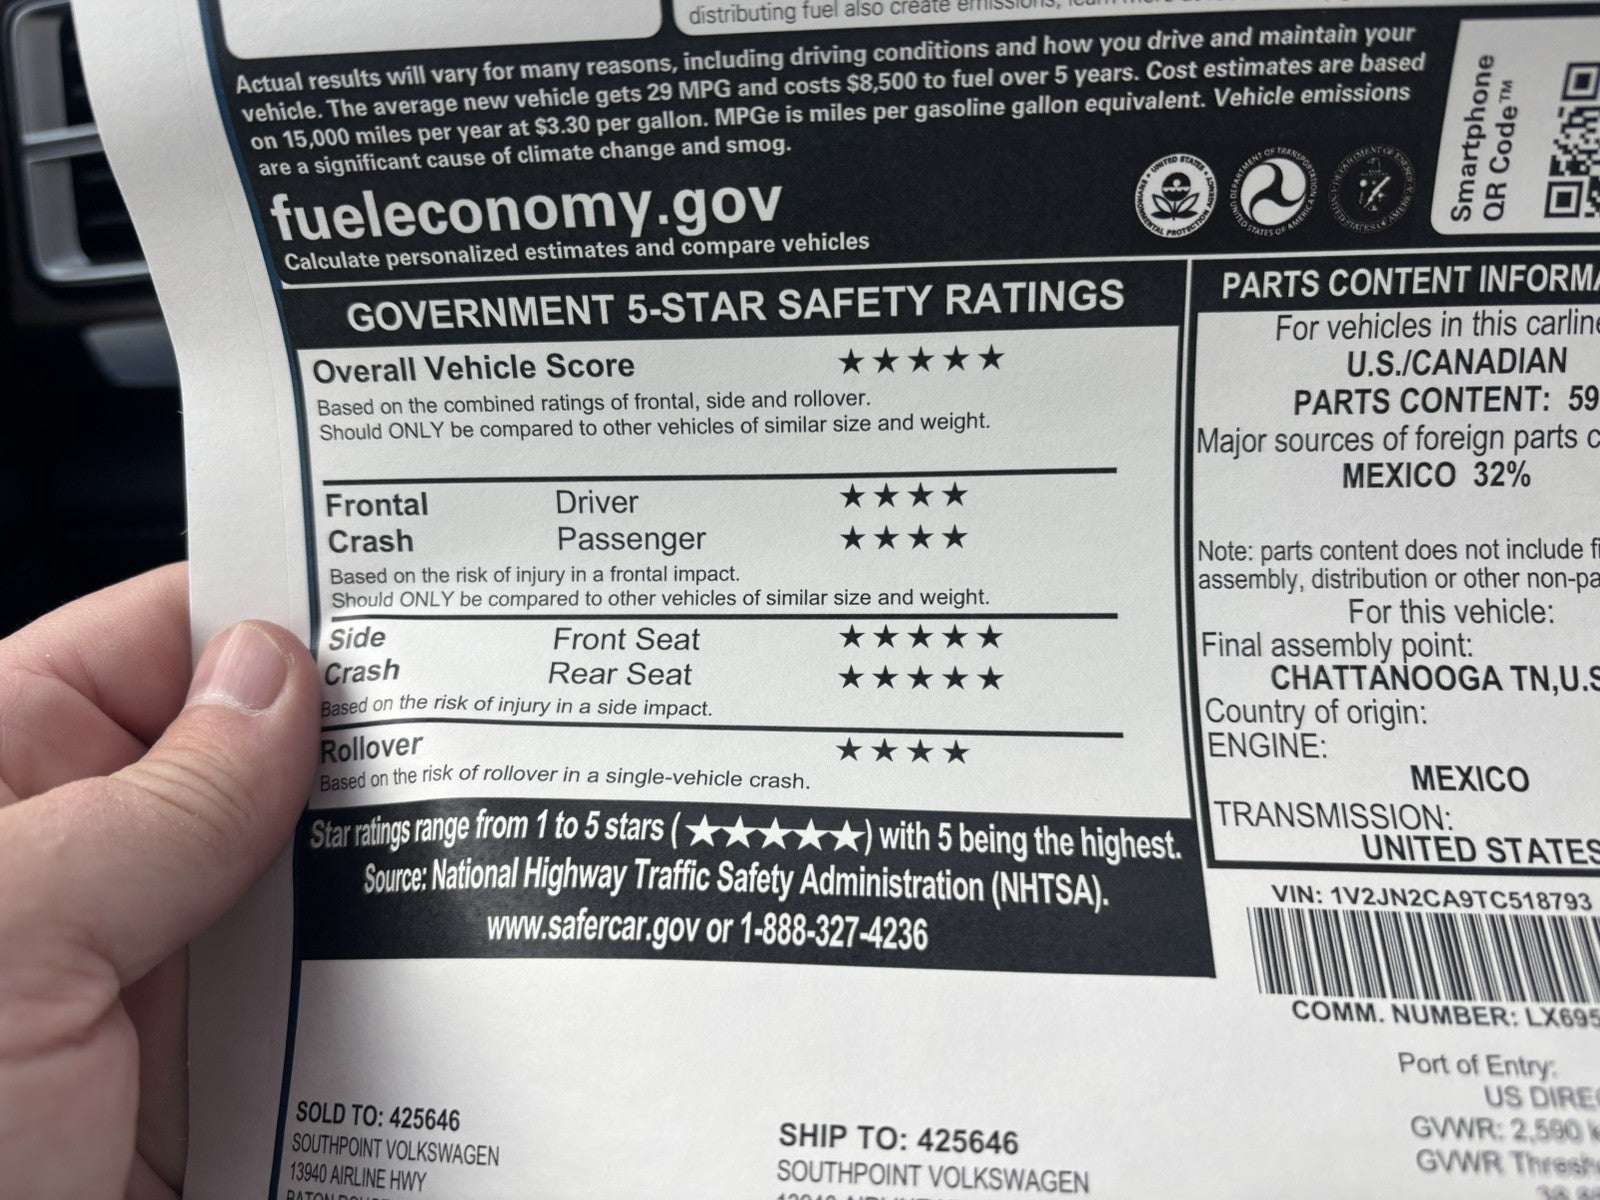 distributing fuel also create emissions, learn more
Actual results will vary for many reasons, including driving conditions and how you drive and maintain your
vehicle. The average new vehicle gets 29 MPG and costs $8,500 to fuel over 5 years. Cost estimates are based
on 15,000 miles per year at $3.30 per gallon. MPGe is miles per gasoline gallon equivalent. Vehicle emissions
are a significant cause of climate change and smog.
fueleconomy.gov
Calculate personalized estimates and compare vehicles
Smartphone
QR Code™
GOVERNMENT 5-STAR SAFETY RATINGS
Overall Vehicle Score ★★★★★
Based on the combined ratings of frontal, side and rollover.
Should ONLY be compared to other vehicles of similar size and weight.
Frontal Driver ★★★★
Crash Passenger ★★★★
Based on the risk of injury in a frontal impact.
Should ONLY be compared to other vehicles of similar size and weight.
Side Front Seat ★★★★★
Crash Rear Seat ★★★★★
Based on the risk of injury in a side impact.
Rollover ★★★★
Based on the risk of rollover in a single-vehicle crash.
Star ratings range from 1 to 5 stars (★★★★★) with 5 being the highest.
Source: National Highway Traffic Safety Administration (NHTSA).
www.safercar.gov or 1-888-327-4236
PARTS CONTENT
For vehicles in this carline
U.S./CANADIAN
PARTS CONTENT: 59
Major sources of foreign parts
MEXICO 32%
Note: parts content does not include
assembly, distribution or other
For this vehicle:
Final assembly point:
CHATTANOOGA TN,U.S
Country of origin:
ENGINE:
MEXICO
TRANSMISSION:
UNITED STATES
VIN: 1V2JN2CA9TC518793
COMM. NUMBER: LX695
Port of Entry:
US
GVWR: 2,590
GVWR
SOLD TO: 425646
SOUTHPOINT VOLKSWAGEN
13940 AIRLINE HWY
SHIP TO: 425646
SOUTHPOINT VOLKSWAGEN